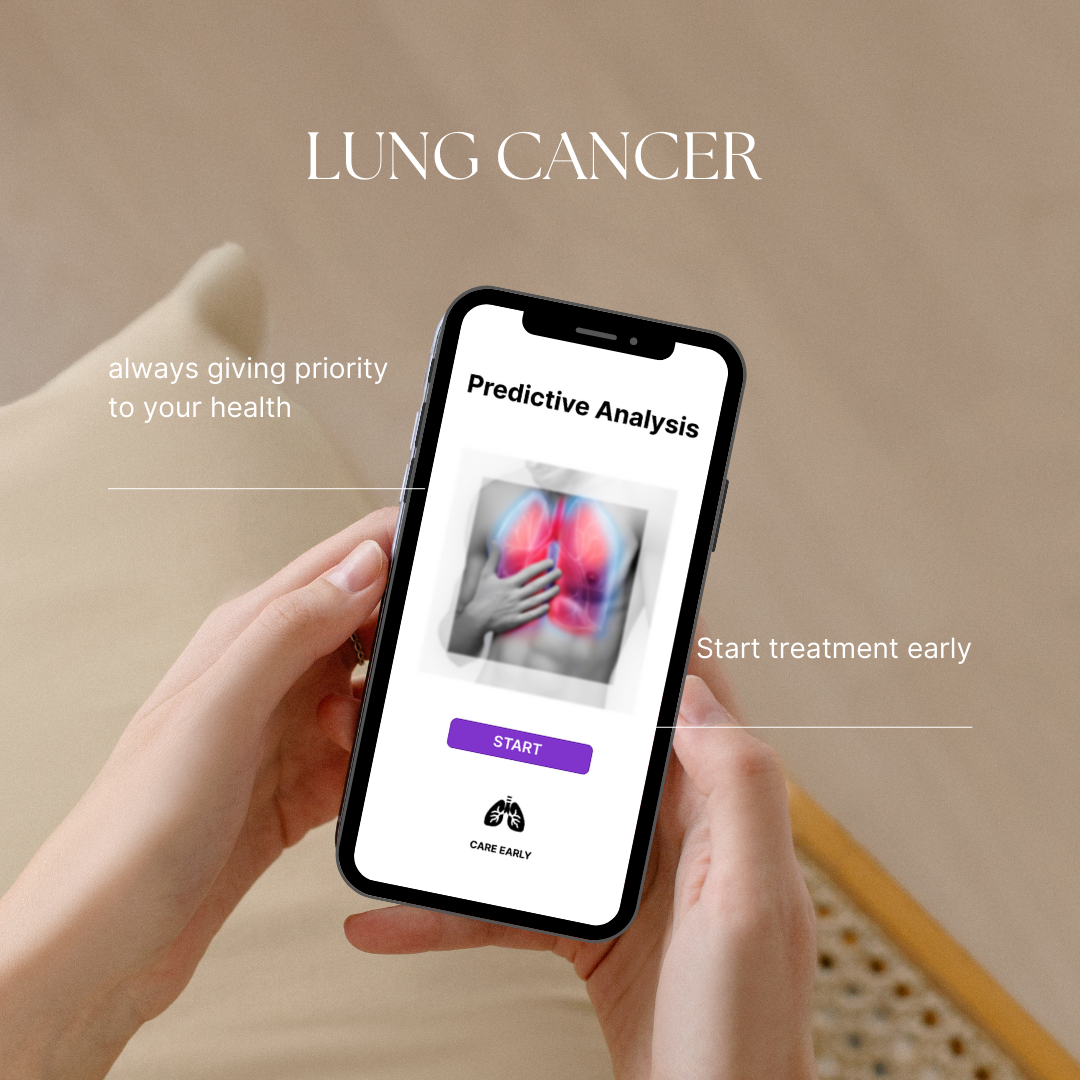 LUNG CANCER
always giving priority
to your health
Predictive Analysis
Start treatment early
START
CARE EARLY